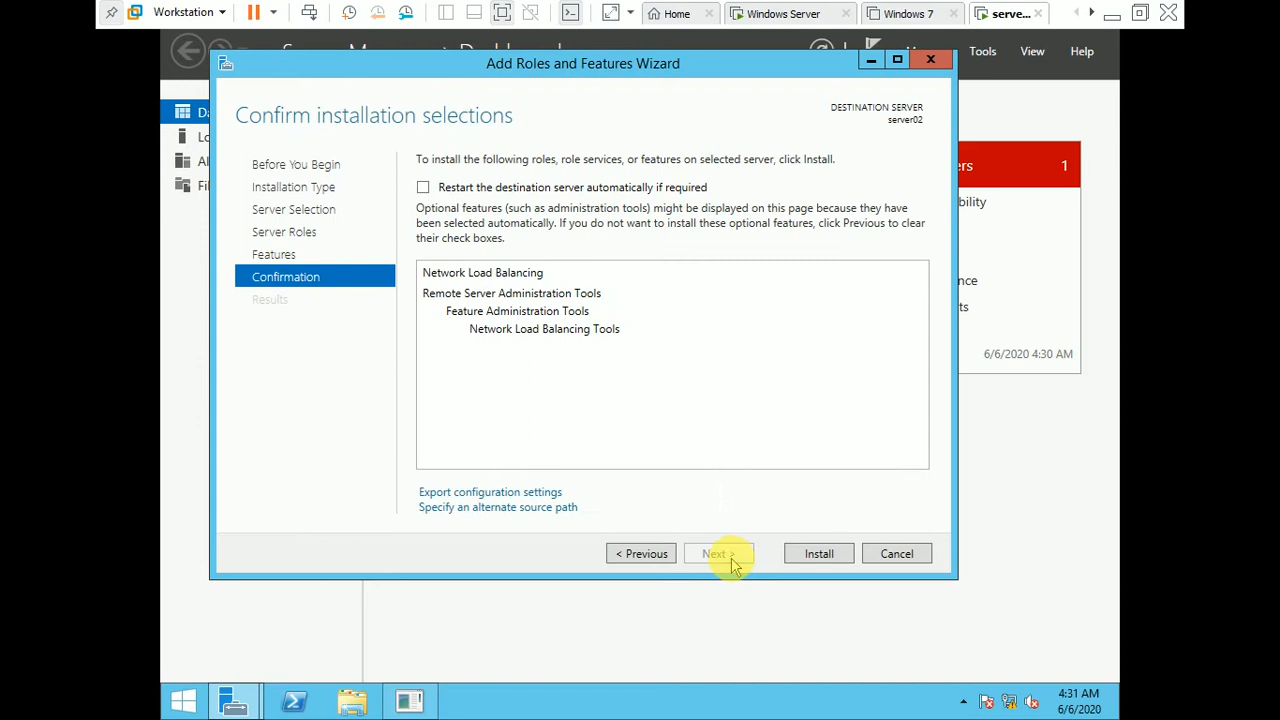 Workstation
Home
Windows Server
Windows 7
serve...
Tools
View
Help
Add Roles and Features Wizard
Confirm installation selections
DESTINATION SERVER
server02
Before You Begin
Installation Type
Server Selection
Server Roles
Features
Confirmation
Results
To install the following roles, role services, or features on selected server, click Install.
Restart the destination server automatically if required
Optional features (such as administration tools) might be displayed on this page because they have
been selected automatically. If you do not want to install these optional features, click Previous to clear
their check boxes.
Network Load Balancing
Remote Server Administration Tools
Feature Administration Tools
Network Load Balancing Tools
Export configuration settings
Specify an alternate source path
< Previous
Next >
Install
Cancel
1
6/6/2020 4:30 AM
4:31 AM
6/6/2020